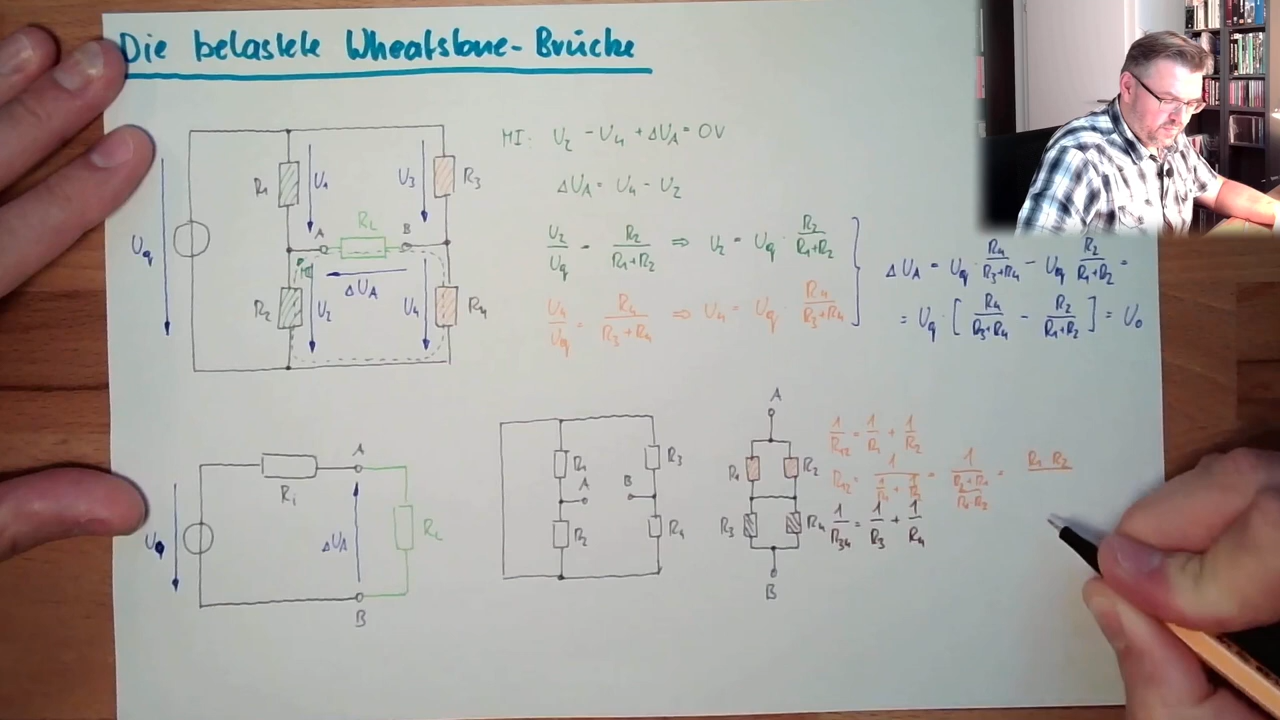 Die belastete Wheatstone-Brücke
R1 U1 U3 R3
RL
A B
Uq
MI
ΔUA
R2 U2 U4 R4
MI: U2 - U4 + ΔUA = 0V
ΔUA = U4 - U2
U2/Uq = R2/(R1+R2) ⇒ U2 = Uq · R2/(R1+R2)
U4/Uq = R4/(R3+R4) ⇒ U4 = Uq · R4/(R3+R4)
ΔUA = Uq · R4/(R3+R4) - Uq R2/(R1+R2) =
= Uq · [ R4/(R3+R4) - R2/(R1+R2) ] = U0
A
Ri
Uq ΔUA RL
B
R1 R3
A B
R2 R4
A
R1 R2
R3 R4
B
1/R12 = 1/R1 + 1/R2
R12 = 1/(1/R1 + 1/R2) = 1/((R2+R1)/(R1·R2)) = R1 R2
1/R34 = 1/R3 + 1/R4